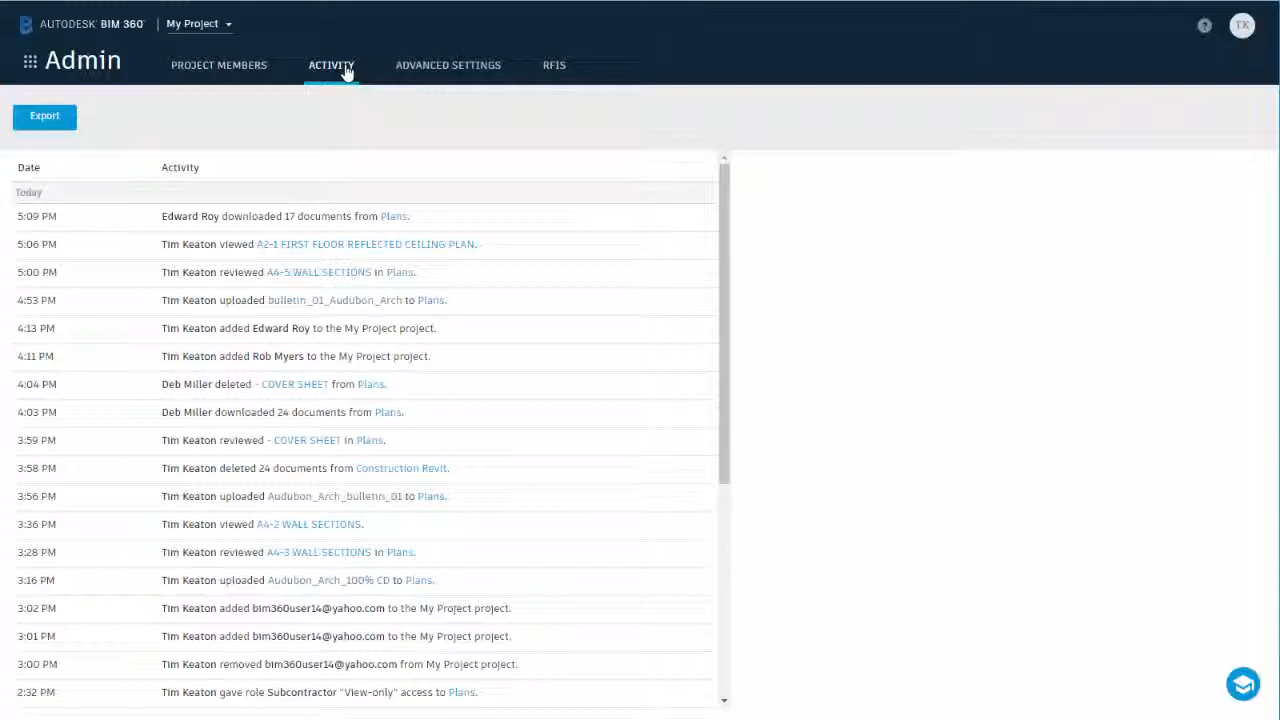 AUTODESK® BIM 360™ | My Project
? TK
Admin PROJECT MEMBERS ACTIVITY ADVANCED SETTINGS RFIS
Export
Date Activity
Today
5:09 PM Edward Roy downloaded 17 documents from Plans.
5:06 PM Tim Keaton viewed A2-1 FIRST FLOOR REFLECTED CEILING PLAN.
5:00 PM Tim Keaton reviewed A4-5 WALL SECTIONS in Plans.
4:53 PM Tim Keaton uploaded bulletin_01_Audubon_Arch to Plans.
4:13 PM Tim Keaton added Edward Roy to the My Project project.
4:11 PM Tim Keaton added Rob Myers to the My Project project.
4:04 PM Deb Miller deleted - COVER SHEET from Plans.
4:03 PM Deb Miller downloaded 24 documents from Plans.
3:59 PM Tim Keaton reviewed - COVER SHEET in Plans.
3:58 PM Tim Keaton deleted 24 documents from Construction Revit.
3:56 PM Tim Keaton uploaded Audubon_Arch_bulletin_01 to Plans.
3:36 PM Tim Keaton viewed A4-2 WALL SECTIONS.
3:28 PM Tim Keaton reviewed A4-3 WALL SECTIONS in Plans.
3:16 PM Tim Keaton uploaded Audubon_Arch_100% CD to Plans.
3:02 PM Tim Keaton added bim360user14@yahoo.com to the My Project project.
3:01 PM Tim Keaton added bim360user14@yahoo.com to the My Project project.
3:00 PM Tim Keaton removed bim360user14@yahoo.com from My Project project.
2:32 PM Tim Keaton gave role Subcontractor "View-only" access to Plans.